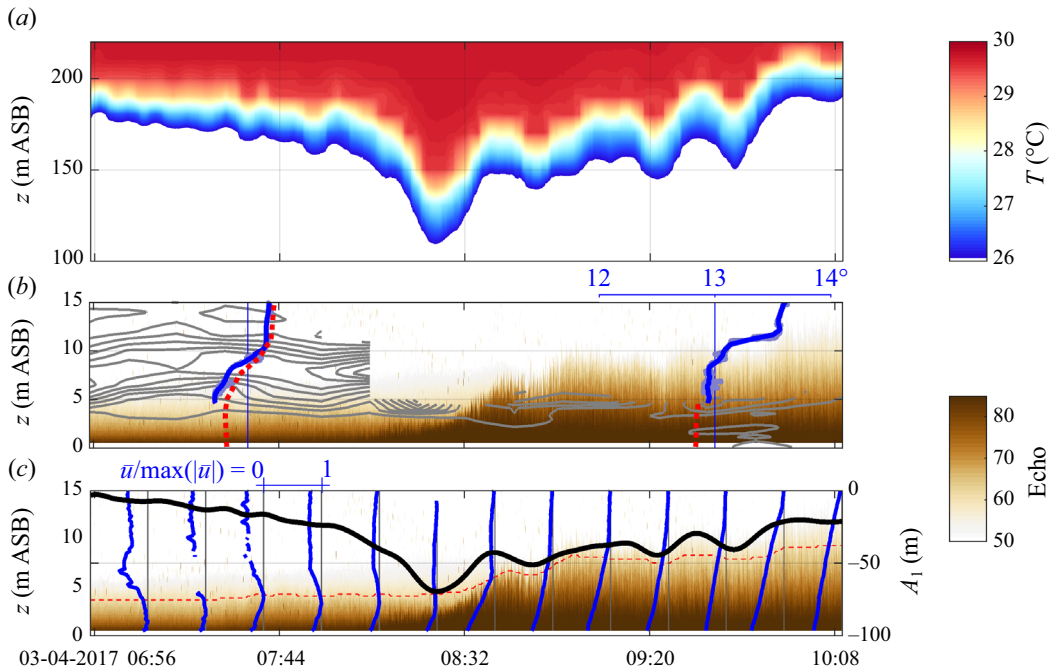 (a)
200
150
100
z (m ASB)
30
29
28
27
26
T (°C)
12 13 14°
(b)
15
10
5
0
z (m ASB)
80
70
60
50
Echo
(c)
ū/max(|ū|) = 0 1
15
10
5
0
z (m ASB)
0
−50
−100
A1 (m)
03-04-2017 06:56 07:44 08:32 09:20 10:08